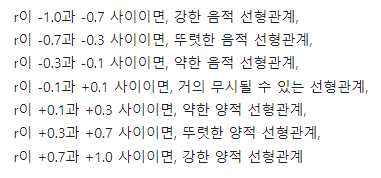 r이 -1.0과 -0.7 사이이면, 강한 음적 선형관계,
r이 -0.7과 -0.3 사이이면, 뚜렷한 음적 선형관계,
r이 -0.3과 -0.1 사이이면, 약한 음적 선형관계,
r이 -0.1과 +0.1 사이이면, 거의 무시될 수 있는 선형관계,
r이 +0.1과 +0.3 사이이면, 약한 양적 선형관계,
r이 +0.3과 +0.7 사이이면, 뚜렷한 양적 선형관계,
r이 +0.7과 +1.0 사이이면, 강한 양적 선형관계